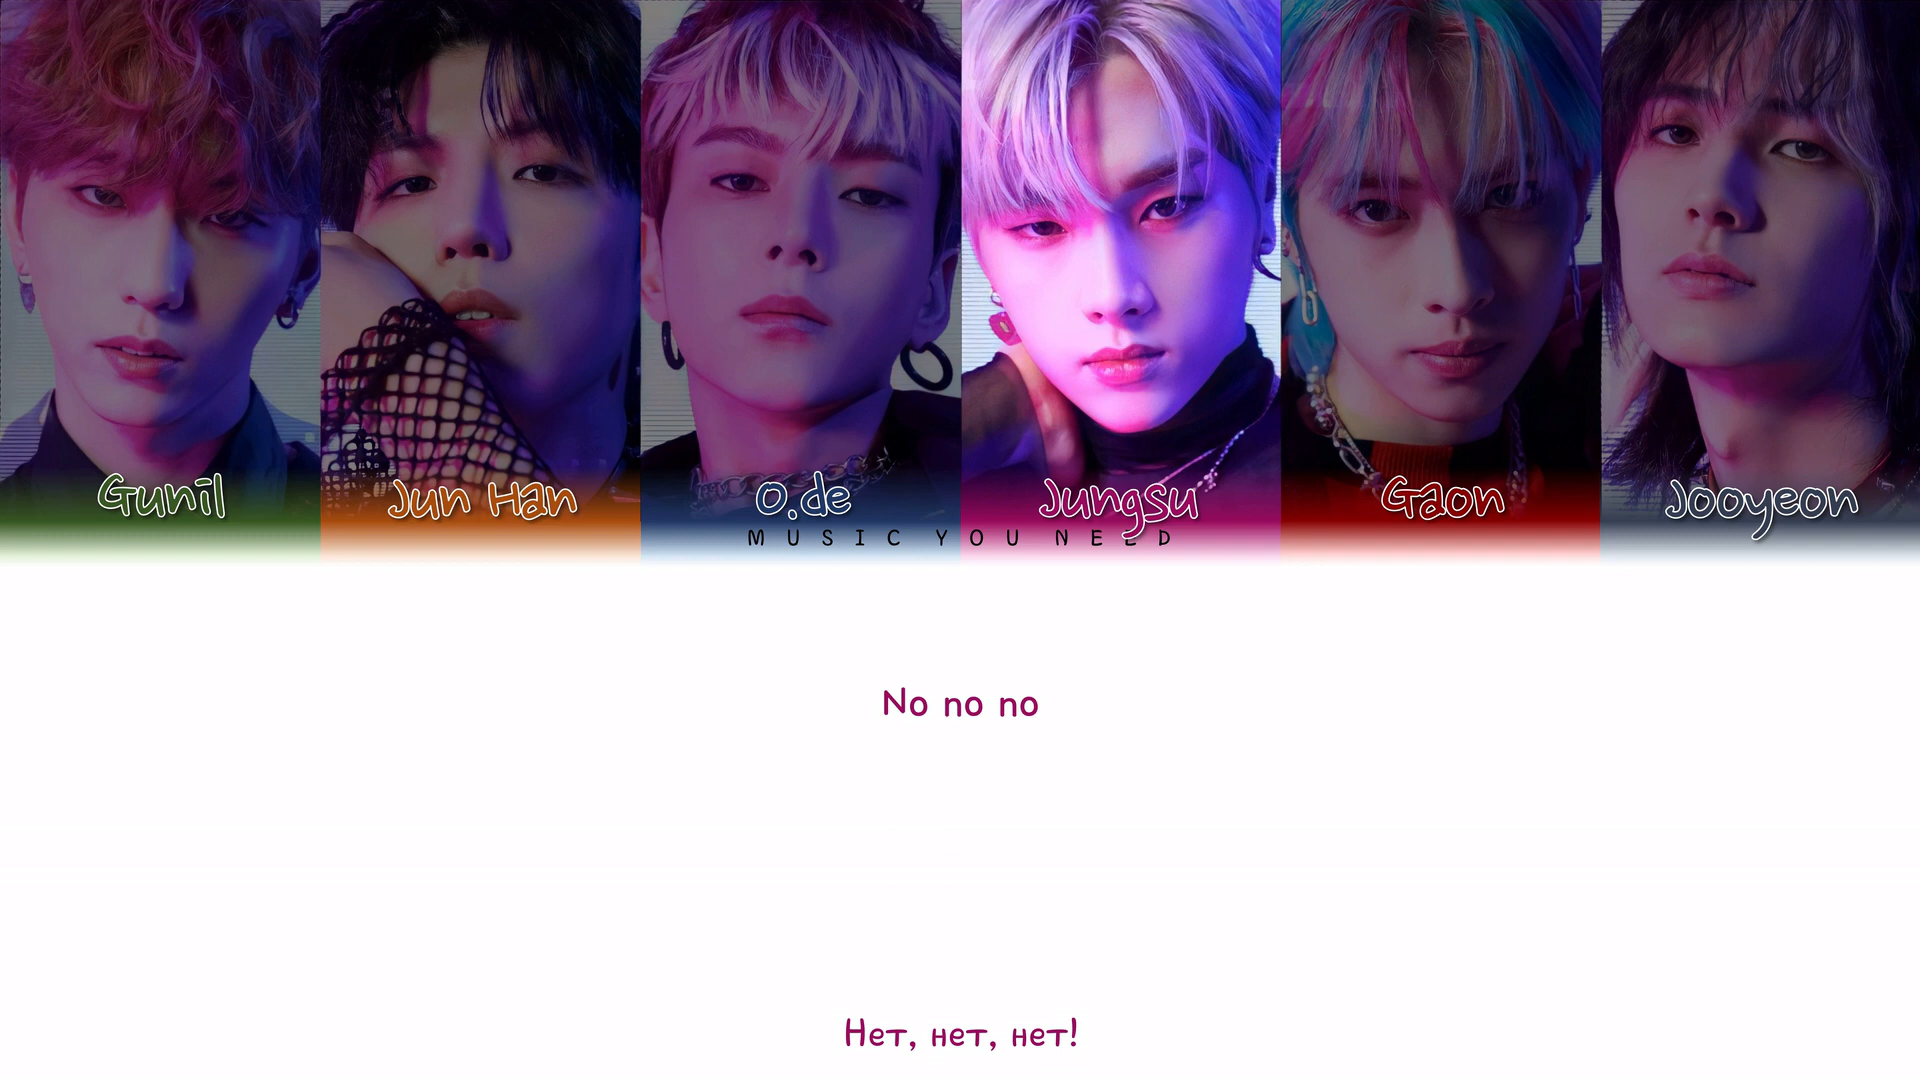 Gunil
Jun Han
O.de
Jungsu
Gaon
Jooyeon
MUSIC YOU NEED
No no no
Нет, нет, нет!